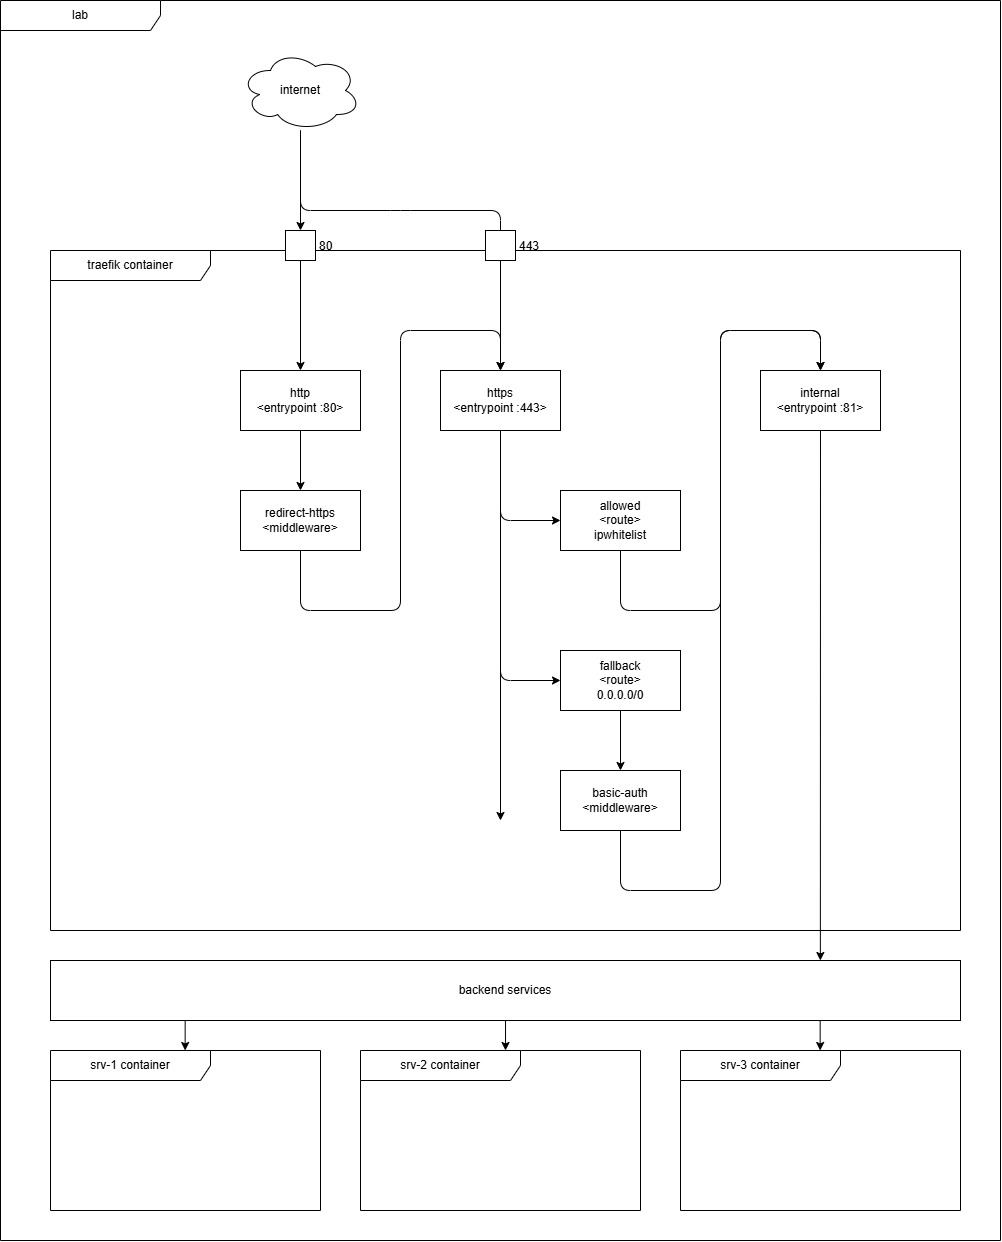 lab
internet
80
443
traefik container
http
<entrypoint :80>
https
<entrypoint :443>
internal
<entrypoint :81>
redirect-https
<middleware>
allowed
<route>
ipwhitelist
fallback
<route>
0.0.0.0/0
basic-auth
<middleware>
backend services
srv-1 container
srv-2 container
srv-3 container